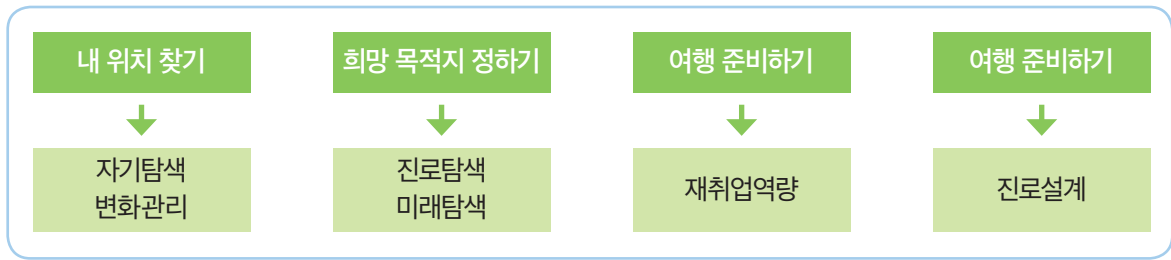 내 위치 찾기
희망 목적지 정하기
여행 준비하기
여행 준비하기
자기탐색
변화관리
진로탐색
미래탐색
재취업역량
진로설계